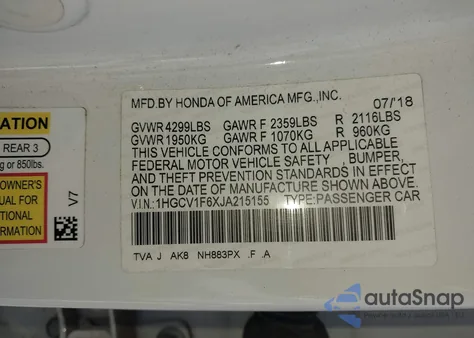 MFD.BY HONDA OF AMERICA MFG.,INC. 07/18
GVWR 4299LBS GAWR F 2359LBS R 2116LBS
GVWR 1950KG GAWR F 1070KG R 960KG
THIS VEHICLE CONFORMS TO ALL APPLICABLE
FEDERAL MOTOR VEHICLE SAFETY , BUMPER,
AND THEFT PREVENTION STANDARDS IN EFFECT
ON THE DATE OF MANUFACTURE SHOWN ABOVE.
V.I.N.:1HGCV1F6XJA215155 TYPE:PASSENGER CAR
TVA J AK8 NH883PX .F .A
ATION
REAR 3
g or 850lbs.
OWNER'S
UAL FOR
TIONAL
RMATION
V7
autoSnap